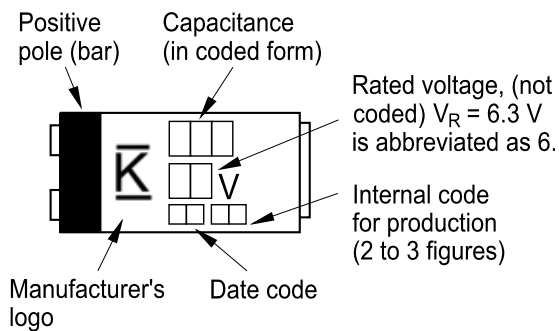 Positive
pole (bar)
Capacitance
(in coded form)
Rated voltage, (not
coded) VR = 6.3 V
is abbreviated as 6.
K
V
Internal code
for production
(2 to 3 figures)
Manufacturer's
logo
Date code